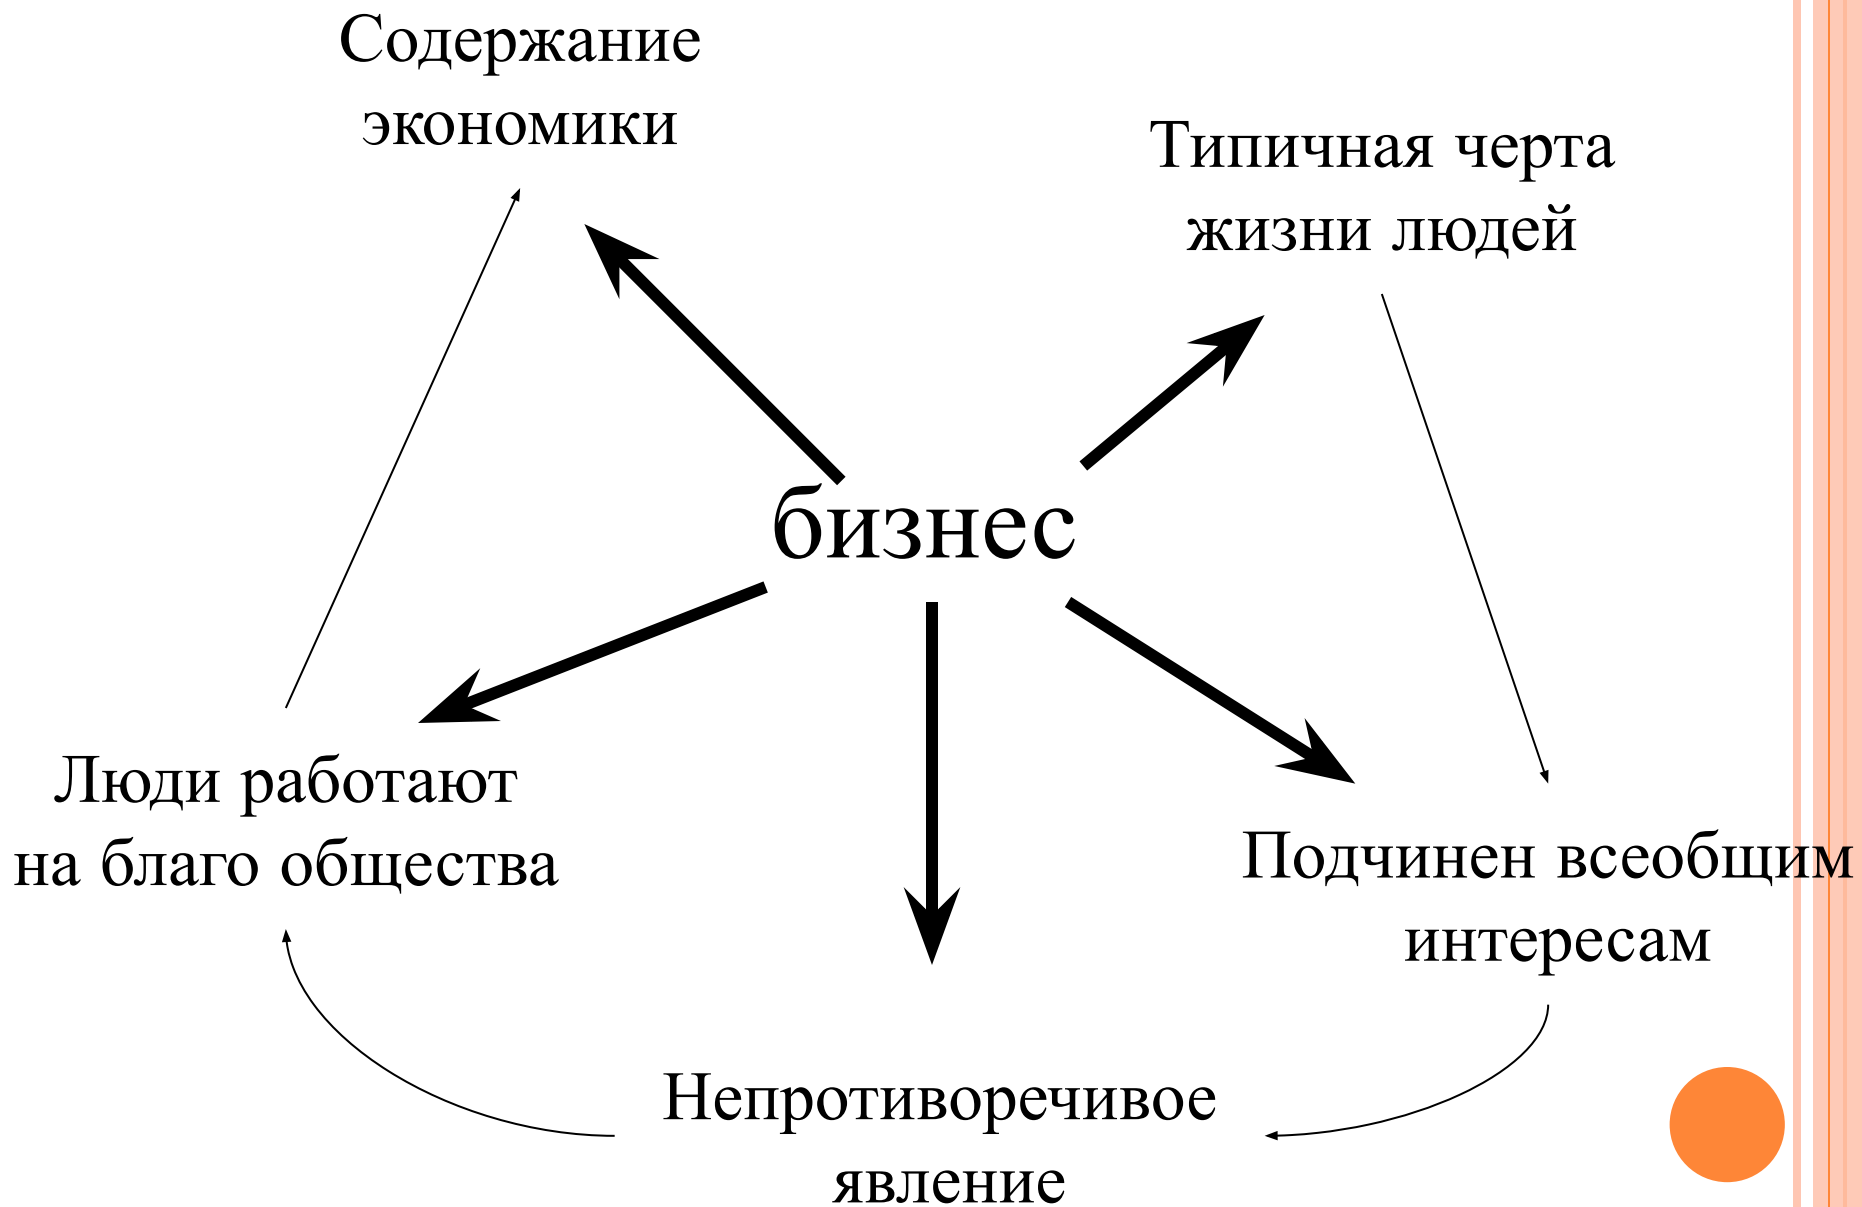 Содержание
экономики
Типичная черта
жизни людей
бизнес
Люди работают
на благо общества
Подчинен всеобщим
интересам
Непротиворечивое
явление